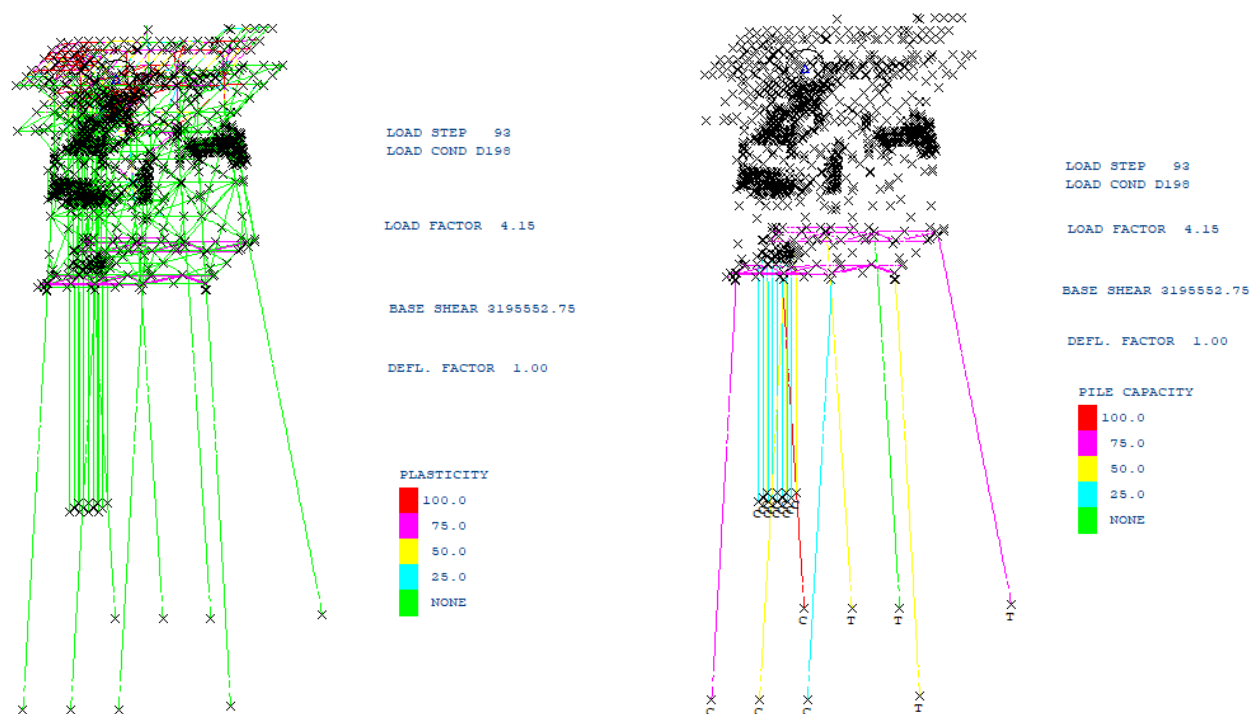 LOAD STEP 93
LOAD COND D198
LOAD FACTOR 4.15
BASE SHEAR 3195552.75
DEFL. FACTOR 1.00
PLASTICITY
100.0
75.0
50.0
25.0
NONE
LOAD STEP 93
LOAD COND D198
LOAD FACTOR 4.15
BASE SHEAR 3195552.75
DEFL. FACTOR 1.00
PILE CAPACITY
100.0
75.0
50.0
25.0
NONE